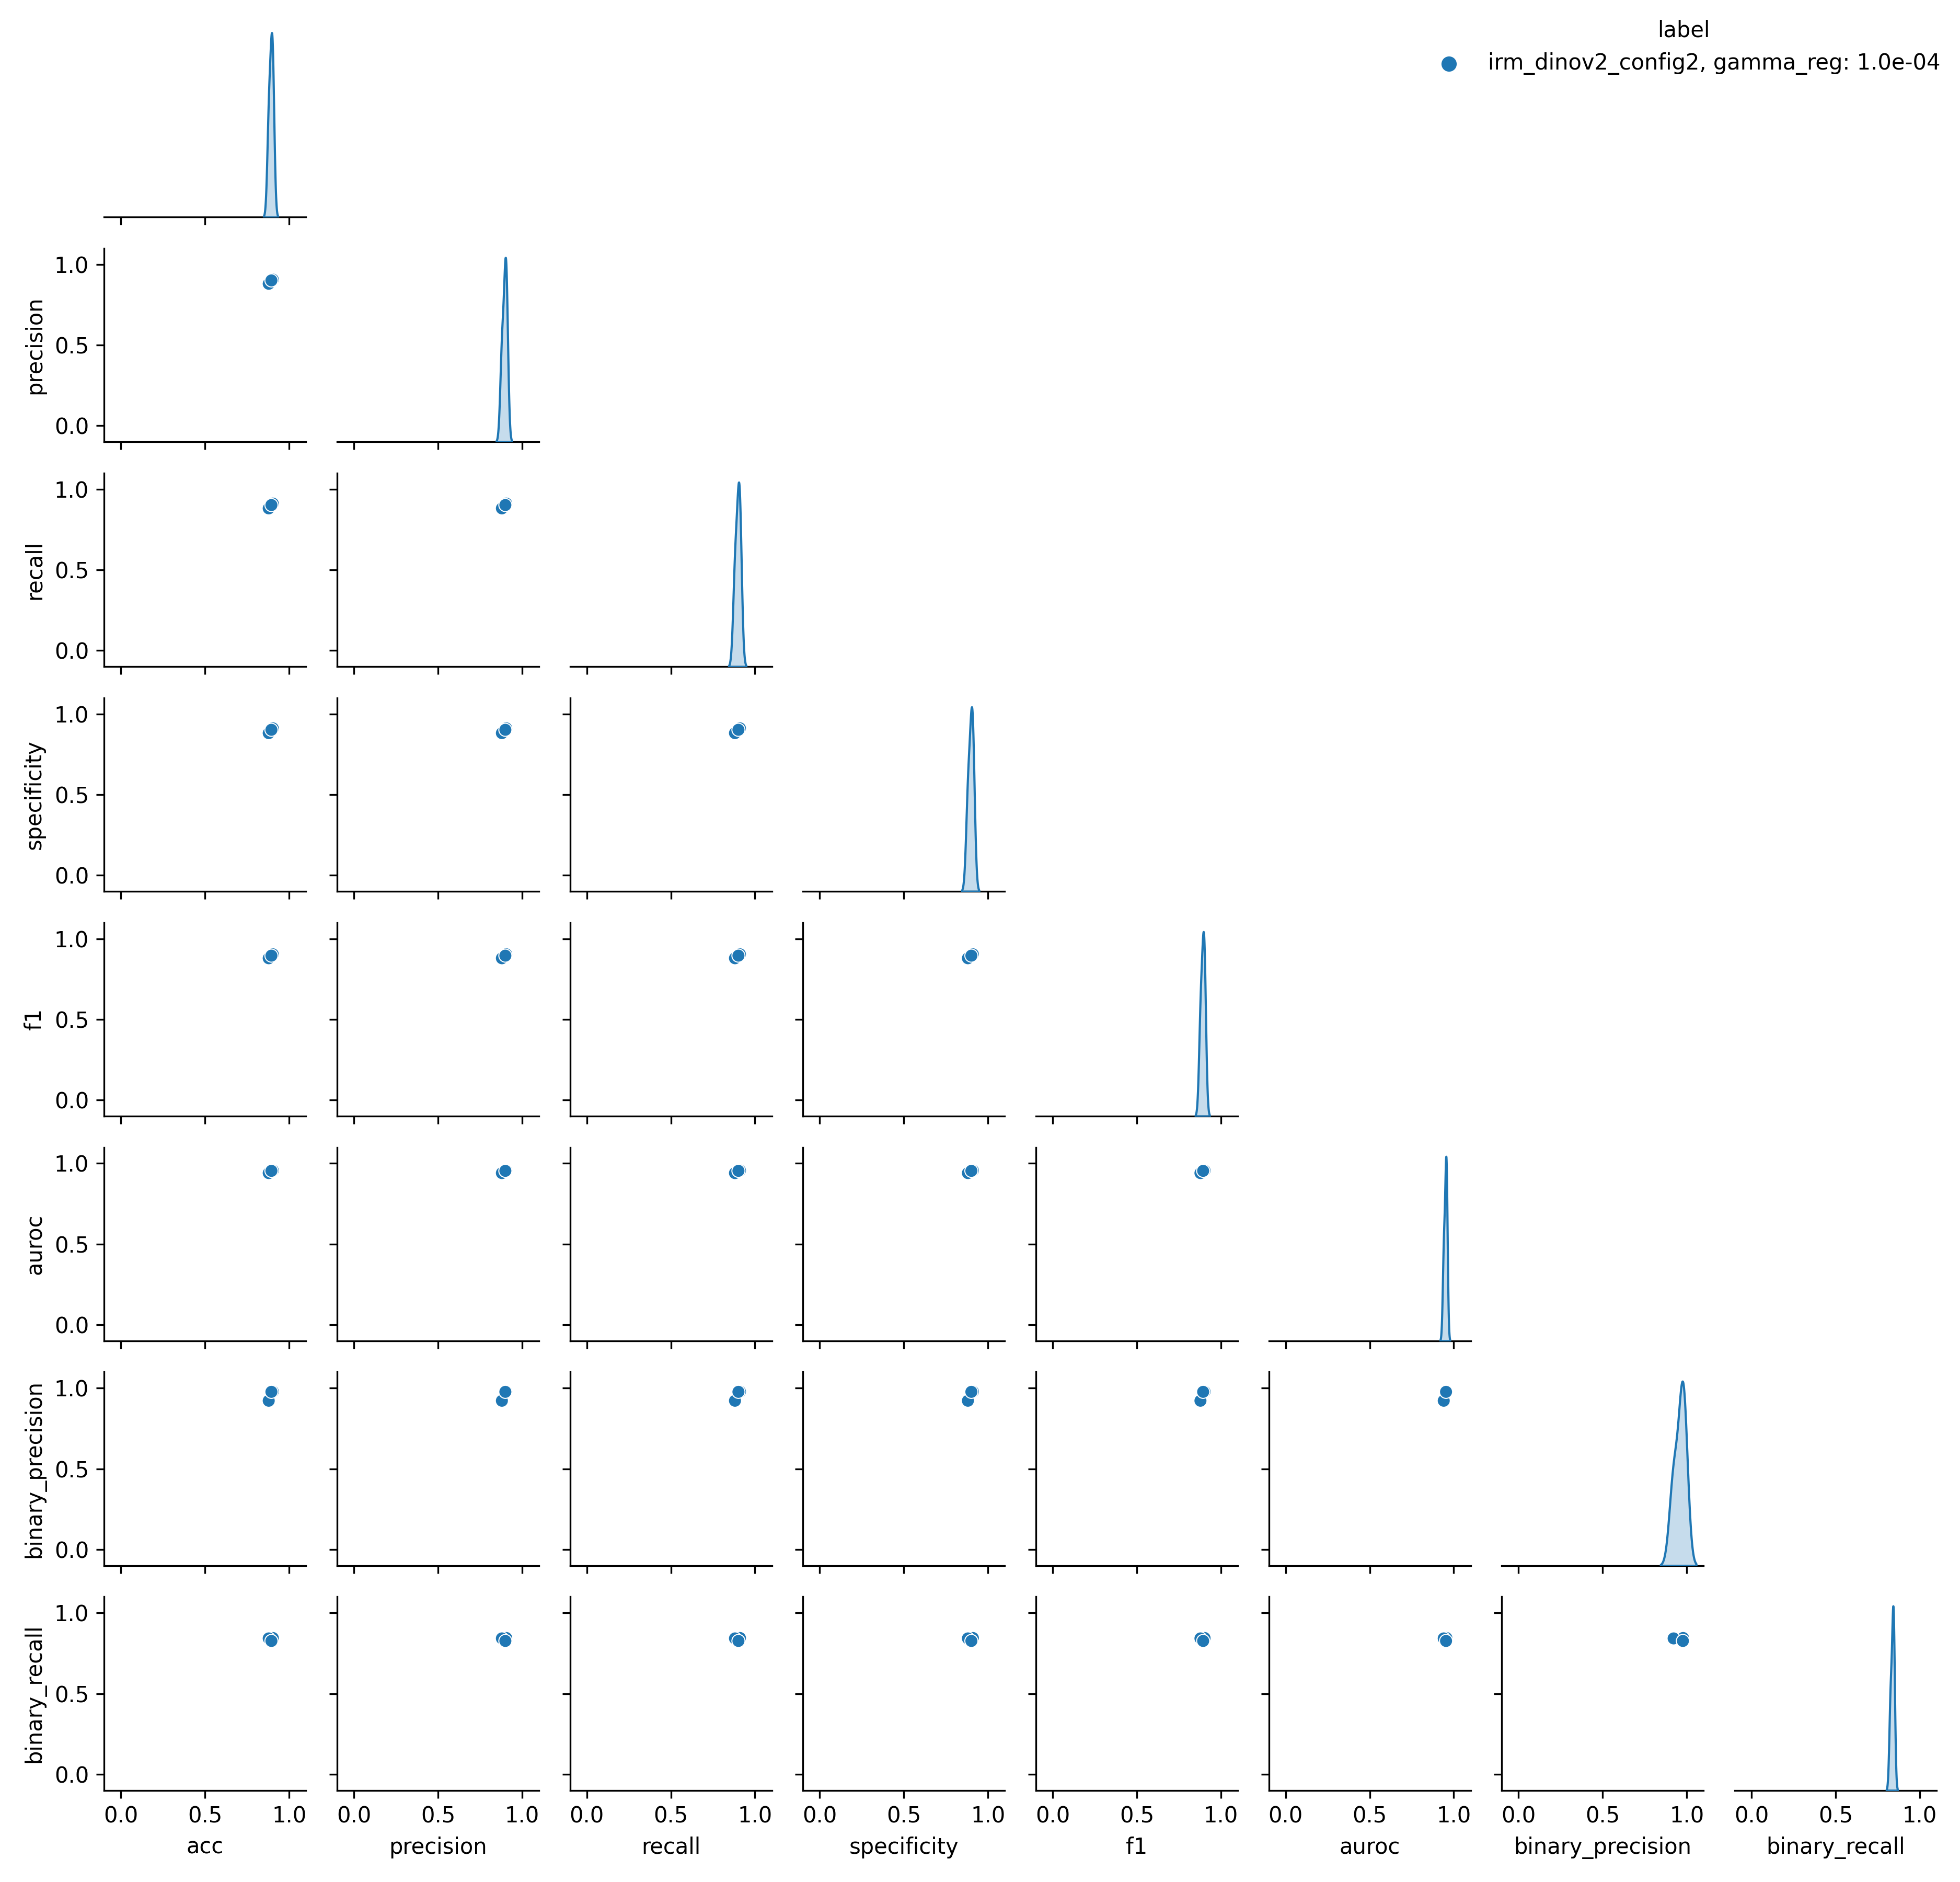 label
irm_dinov2_config2, gamma_reg: 1.0e-04
1.0
precision
0.5
0.0
1.0
recall
0.5
0.0
1.0
specificity
0.5
0.0
1.0
f1
0.5
0.0
1.0
auroc
0.5
0.0
1.0
binary_precision
0.5
0.0
1.0
binary_recall
0.5
0.0
0.0 0.5 1.0 0.0 0.5 1.0 0.0 0.5 1.0 0.0 0.5 1.0 0.0 0.5 1.0 0.0 0.5 1.0 0.0 0.5 1.0 0.0 0.5 1.0
acc precision recall specificity f1 auroc binary_precision binary_recall